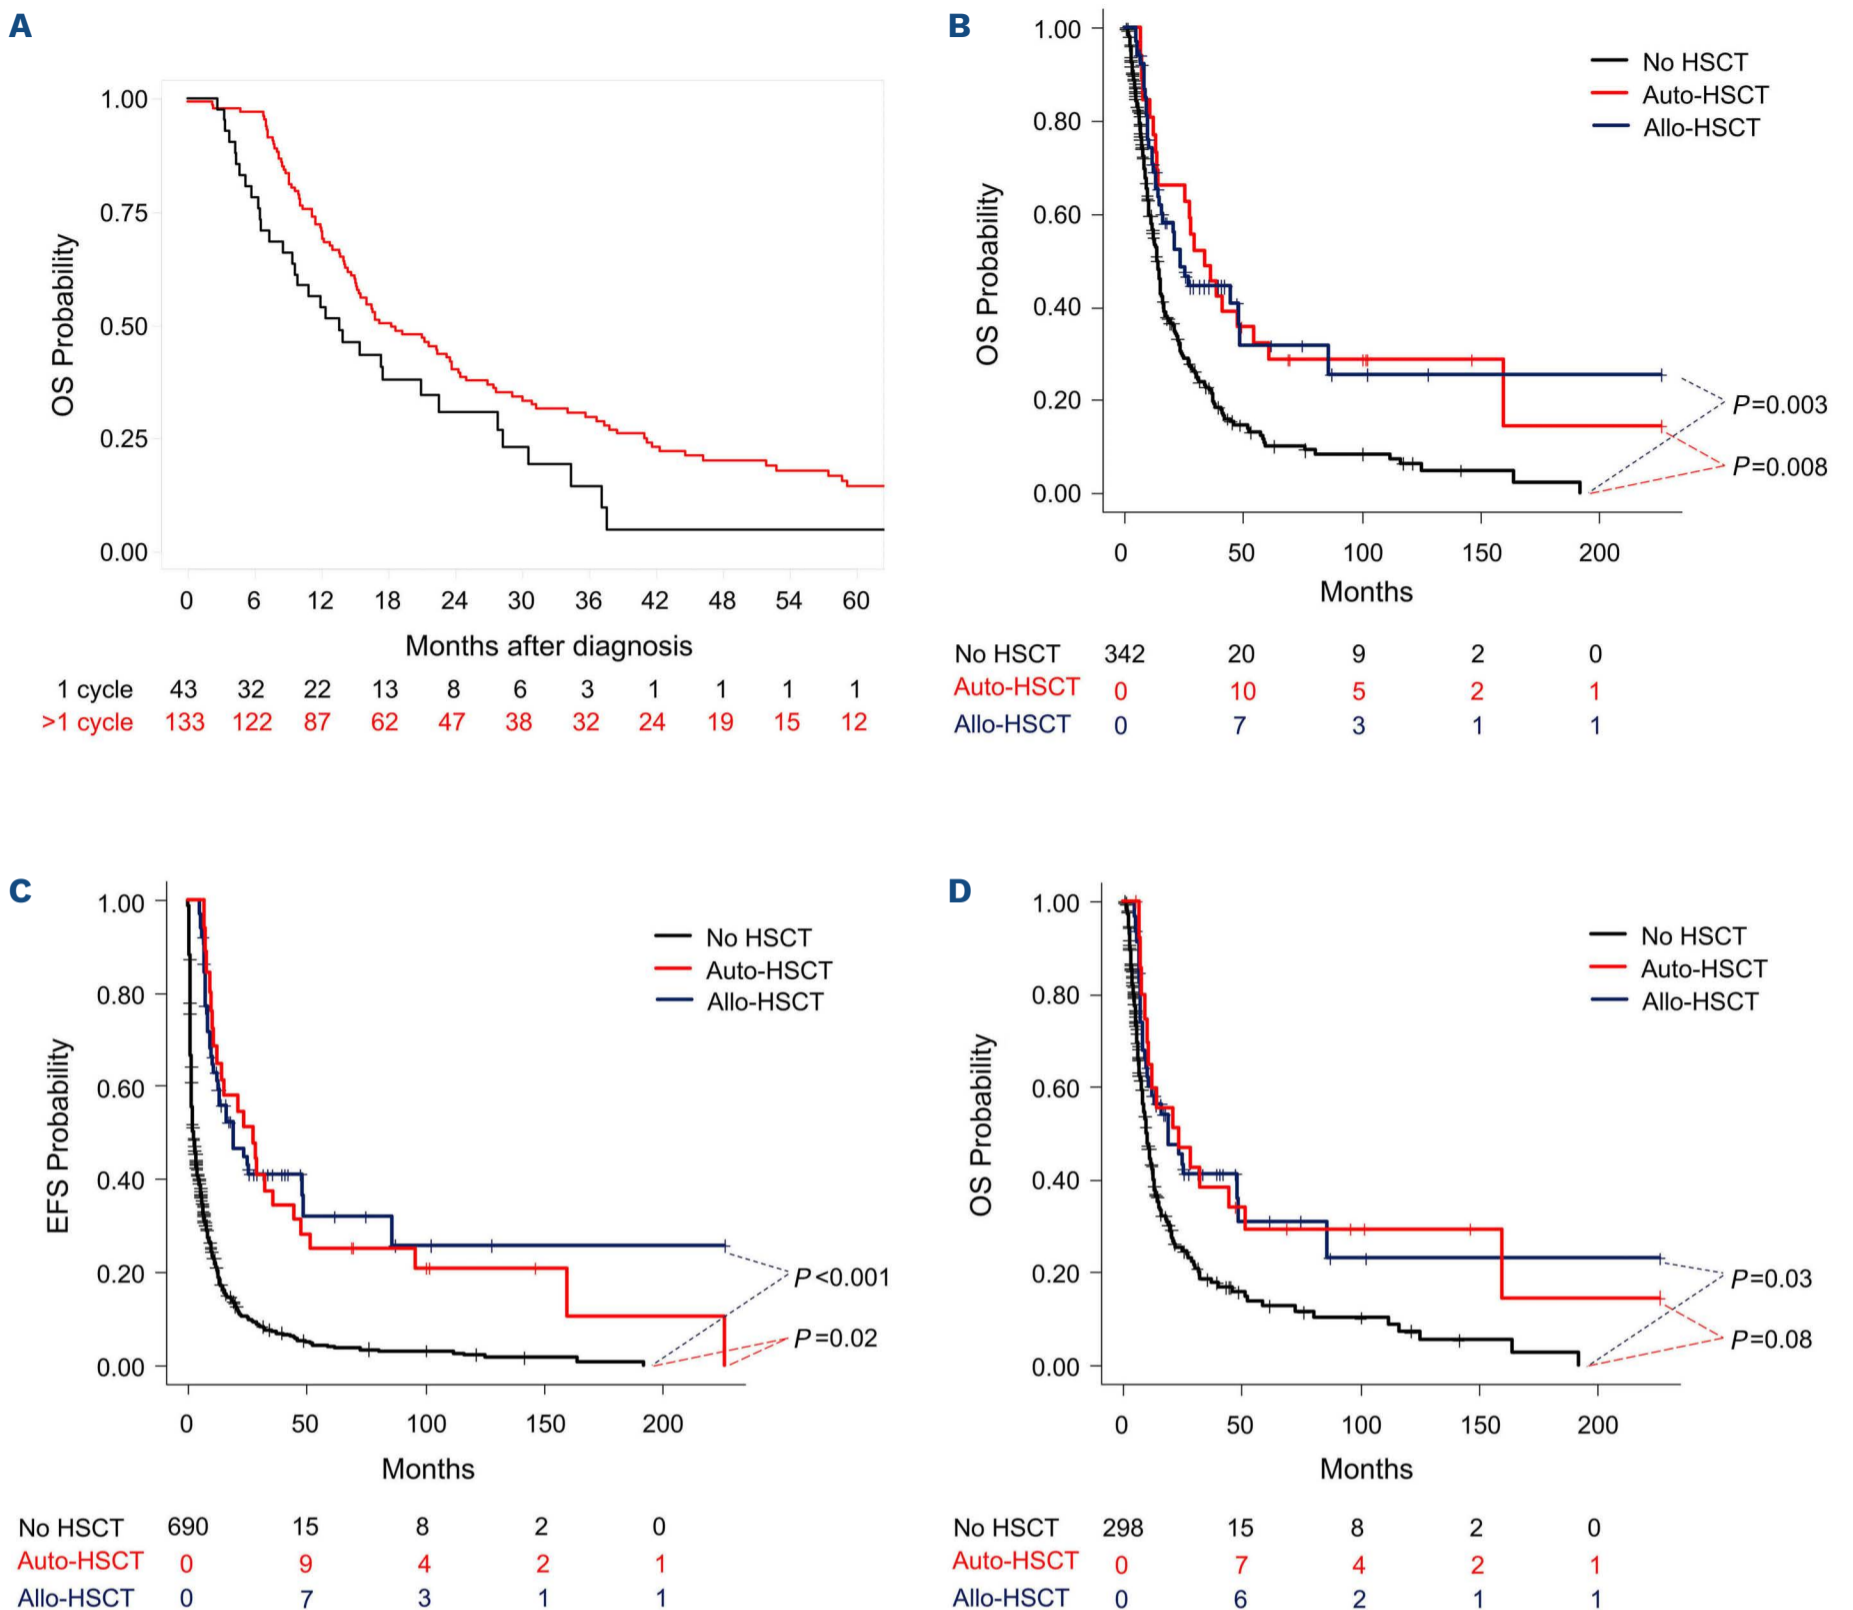 A
1.00
0.75
0.50
0.25
0.00
OS Probability
0 6 12 18 24 30 36 42 48 54 60
Months after diagnosis
1 cycle 43 32 22 13 8 6 3 1 1 1 1
>1 cycle 133 122 87 62 47 38 32 24 19 15 12
B
1.00
0.80
0.60
0.40
0.20
0.00
OS Probability
No HSCT
Auto-HSCT
Allo-HSCT
P=0.003
P=0.008
0 50 100 150 200
Months
No HSCT 342 20 9 2 0
Auto-HSCT 0 10 5 2 1
Allo-HSCT 0 7 3 1 1
C
1.00
0.80
0.60
0.40
0.20
0.00
EFS Probability
No HSCT
Auto-HSCT
Allo-HSCT
P<0.001
P=0.02
0 50 100 150 200
Months
No HSCT 690 15 8 2 0
Auto-HSCT 0 9 4 2 1
Allo-HSCT 0 7 3 1 1
D
1.00
0.80
0.60
0.40
0.20
0.00
OS Probability
No HSCT
Auto-HSCT
Allo-HSCT
P=0.03
P=0.08
0 50 100 150 200
Months
No HSCT 298 15 8 2 0
Auto-HSCT 0 7 4 2 1
Allo-HSCT 0 6 2 1 1